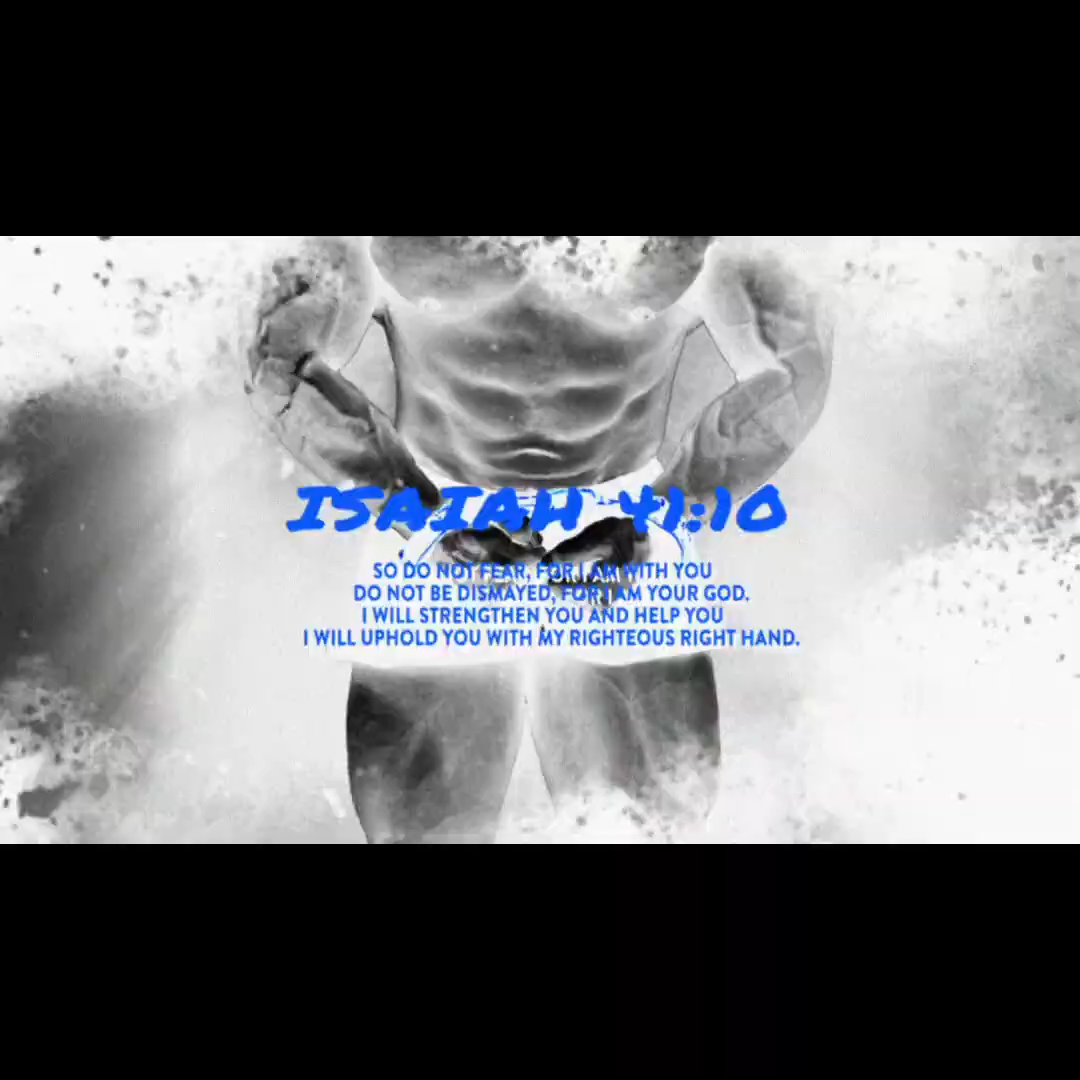 ISAIAH 41:10
SO DO NOT FEAR, FOR I AM WITH YOU
DO NOT BE DISMAYED, FOR I AM YOUR GOD.
I WILL STRENGTHEN YOU AND HELP YOU
I WILL UPHOLD YOU WITH MY RIGHTEOUS RIGHT HAND.